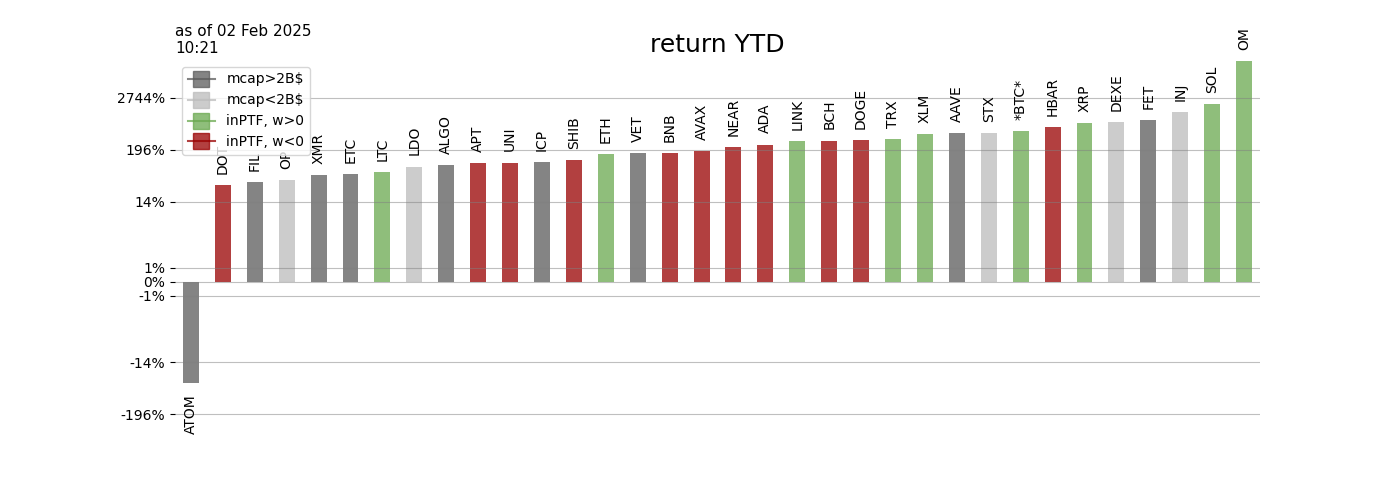 as of 02 Feb 2025
10:21
return YTD
mcap>2B$
mcap<2B$
inPTF, w>0
inPTF, w<0
2744%
196%
14%
1%
0%
-1%
-14%
-196%
ATOM
FIL
XMR
ETC
LTC
LDO
ALGO
APT
UNI
ICP
SHIB
ETH
VET
BNB
AVAX
NEAR
ADA
LINK
BCH
DOGE
TRX
XLM
AAVE
STX
*BTC*
HBAR
XRP
DEXE
FET
INJ
SOL
OM